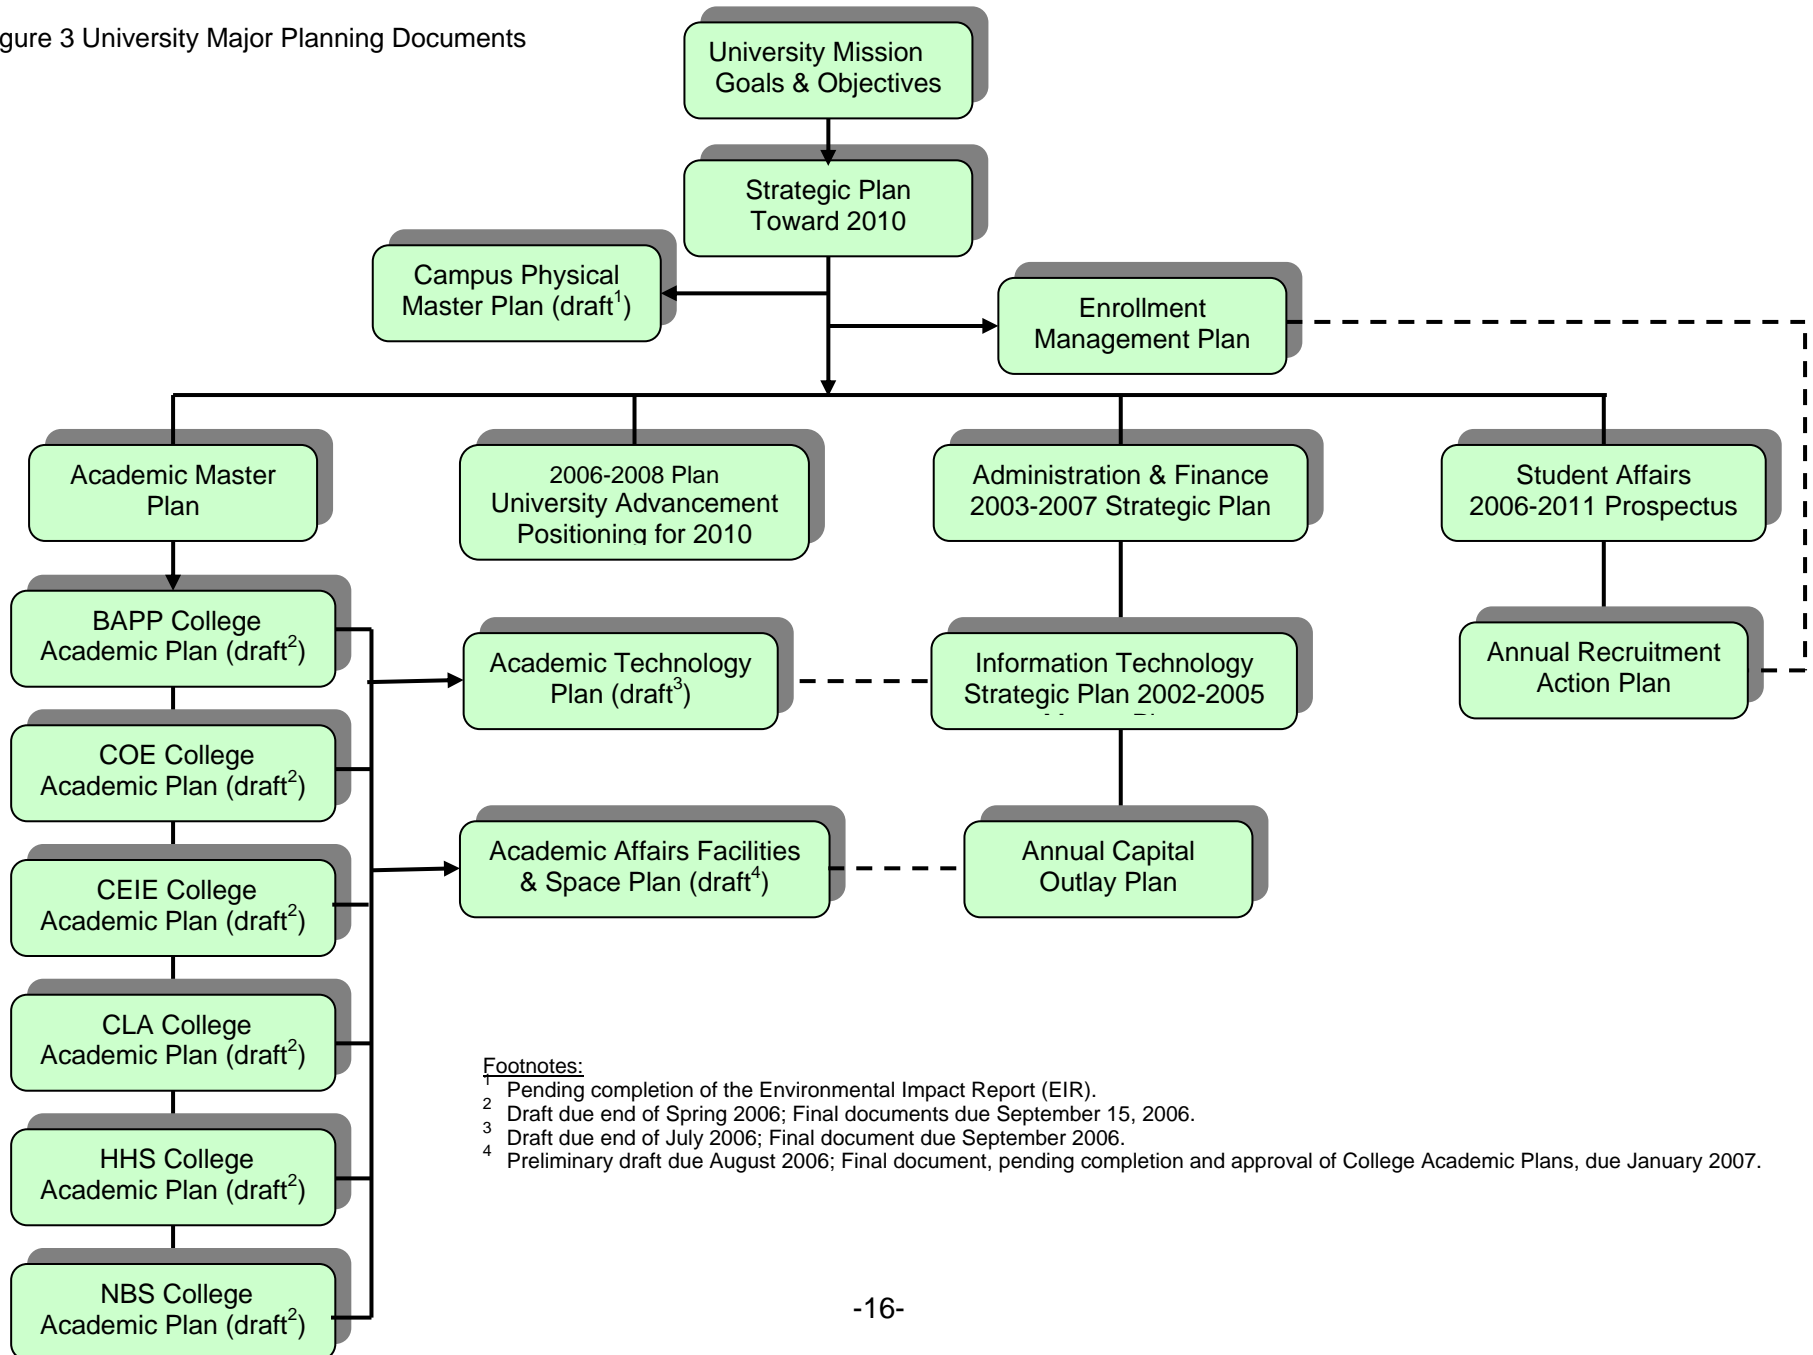 gure 3 University Major Planning Documents
University Mission
Goals & Objectives
Strategic Plan
Toward 2010
Campus Physical
Master Plan (draft¹)
Enrollment
Management Plan
Academic Master
Plan
2006-2008 Plan
University Advancement
Positioning for 2010
Administration & Finance
2003-2007 Strategic Plan
Student Affairs
2006-2011 Prospectus
BAPP College
Academic Plan (draft²)
Academic Technology
Plan (draft³)
Information Technology
Strategic Plan 2002-2005
Annual Recruitment
Action Plan
COE College
Academic Plan (draft²)
Academic Affairs Facilities
& Space Plan (draft⁴)
Annual Capital
Outlay Plan
CEIE College
Academic Plan (draft²)
CLA College
Academic Plan (draft²)
HHS College
Academic Plan (draft²)
NBS College
Academic Plan (draft²)
Footnotes:
¹ Pending completion of the Environmental Impact Report (EIR).
² Draft due end of Spring 2006; Final documents due September 15, 2006.
³ Draft due end of July 2006; Final document due September 2006.
⁴ Preliminary draft due August 2006; Final document, pending completion and approval of College Academic Plans, due January 2007.
-16-